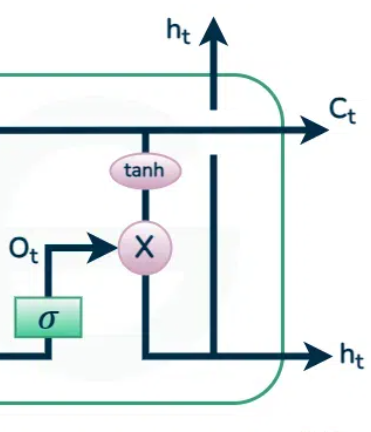 hₜ
Cₜ
tanh
Oₜ
X
σ
hₜ